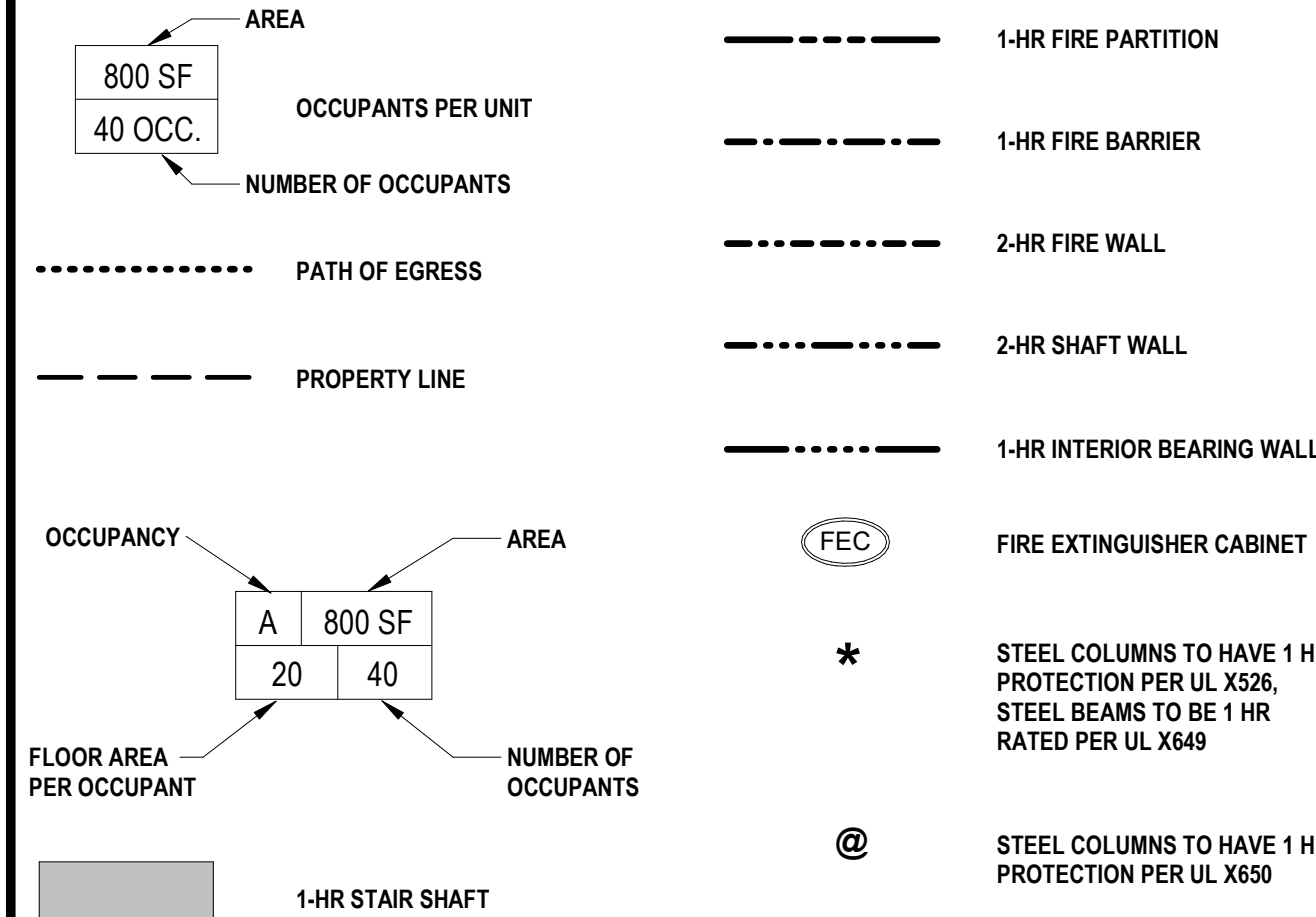 AREA
800 SF
40 OCC.
OCCUPANTS PER UNIT
NUMBER OF OCCUPANTS
PATH OF EGRESS
PROPERTY LINE
OCCUPANCY
AREA
A
800 SF
20
40
FLOOR AREA
PER OCCUPANT
NUMBER OF
OCCUPANTS
1-HR STAIR SHAFT
1-HR FIRE PARTITION
1-HR FIRE BARRIER
2-HR FIRE WALL
2-HR SHAFT WALL
1-HR INTERIOR BEARING WALL
FEC
FIRE EXTINGUISHER CABINET
*
STEEL COLUMNS TO HAVE 1 H
PROTECTION PER UL X526,
STEEL BEAMS TO BE 1 HR
RATED PER UL X649
@
STEEL COLUMNS TO HAVE 1 H
PROTECTION PER UL X650